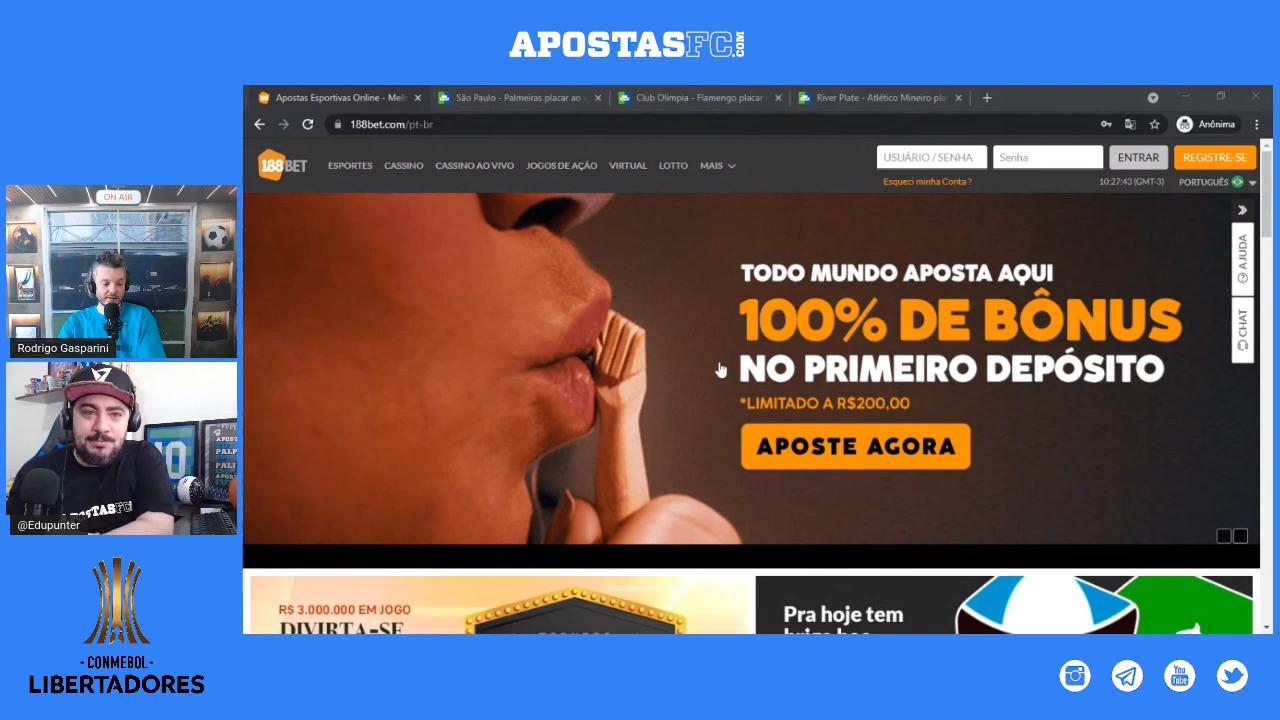 APOSTASFC.COM
Apostas Esportivas Online - Melh
São Paulo - Palmeiras placar ao v
Club Olimpia - Flamengo placar
River Plate - Atlético Mineiro pla
188bet.com/pt-br
Anônima
188BET
ESPORTES
CASSINO
CASSINO AO VIVO
JOGOS DE AÇÃO
VIRTUAL
LOTTO
MAIS
USUÁRIO / SENHA
Senha
ENTRAR
REGISTRE-SE
Esqueci minha Conta ?
10:27:43 (GMT-3)
PORTUGUÊS
AJUDA
CHAT
TODO MUNDO APOSTA AQUI
100% DE BÔNUS
NO PRIMEIRO DEPÓSITO
*LIMITADO A R$200,00
APOSTE AGORA
R$ 3.000.000 EM JOGO
DIVIRTA-SE
Pra hoje tem
ON AIR
Rodrigo Gasparini
10
@Edupunter
- CONMEBOL -
LIBERTADORES
You
Tube